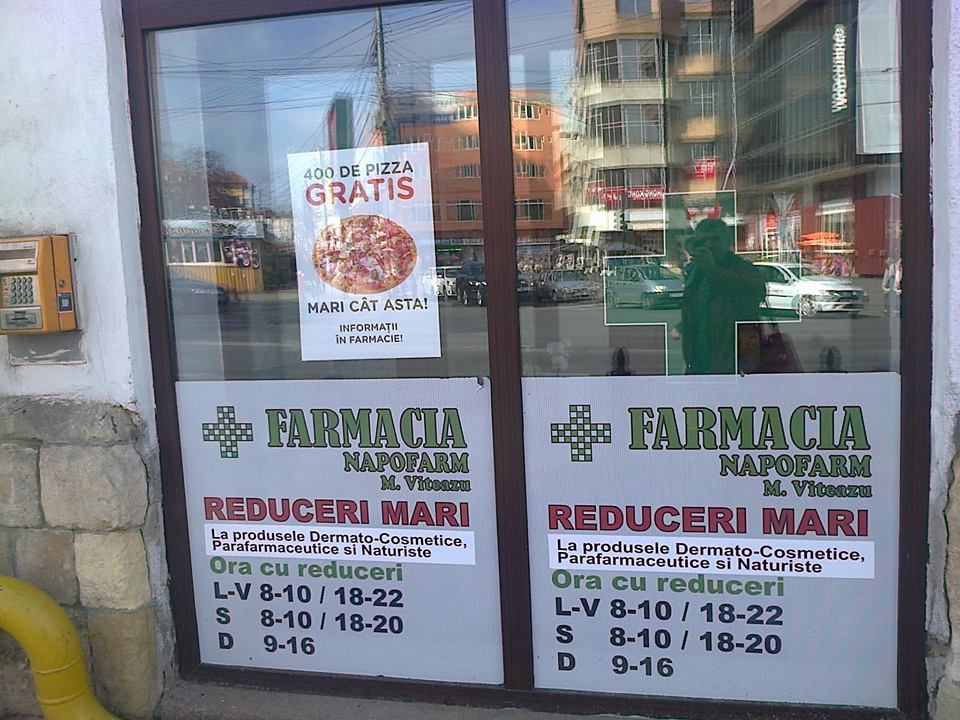 400 DE PIZZA
GRATIS
MARI CÂT ASTA!
INFORMAȚII
ÎN FARMACIE!
FARMACIA
NAPOFARM
M. Viteazu
REDUCERI MARI
La produsele Dermato-Cosmetice,
Parafarmaceutice si Naturiste
Ora cu reduceri
L-V 8-10 / 18-22
S 8-10 / 18-20
D 9-16
FARMACIA
NAPOFARM
M. Viteazu
REDUCERI MARI
La produsele Dermato-Cosmetice,
Parafarmaceutice si Naturiste
Ora cu reduceri
L-V 8-10 / 18-22
S 8-10 / 18-20
D 9-16